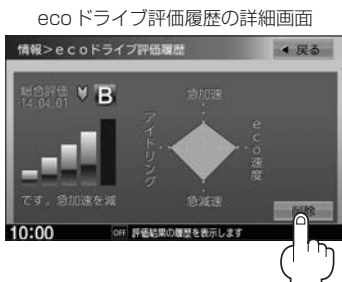 eco ドライブ評価履歴の詳細画面
情報>ecoドライブ評価履歴
戻る
総合評価
14.04.01
B
急加速
アイドリング
eco速度
急減速
です。急加速を減
削除
10:00
OFF 評価結果の履歴を表示します